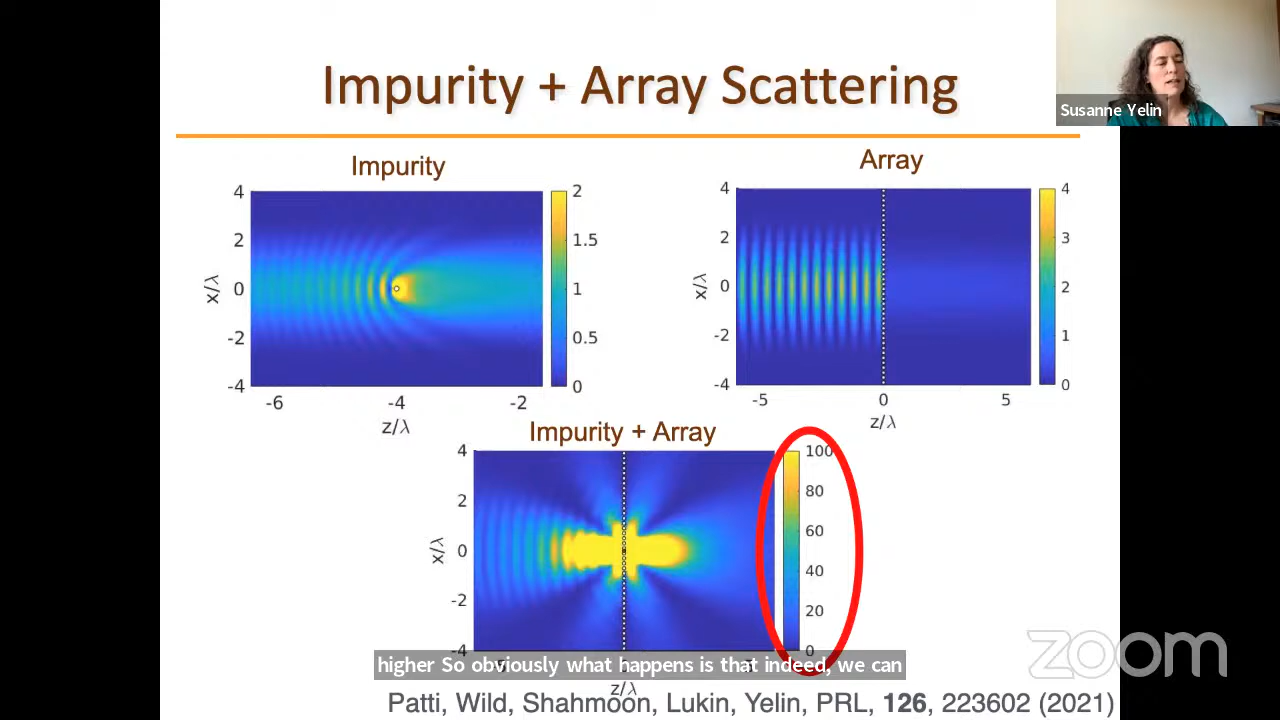 Impurity + Array Scattering
Susanne Yelin
Impurity
Array
4
2
0
-2
-4
x/λ
-6
-4
-2
z/λ
2
1.5
1
0.5
0
4
2
0
-2
-4
x/λ
-5
0
5
z/λ
4
3
2
1
0
Impurity + Array
4
2
0
-2
-4
x/λ
100
80
60
40
20
0
higher So obviously what happens is that indeed, we can
z/λ
zoom
Patti, Wild, Shahmoon, Lukin, Yelin, PRL, 126, 223602 (2021)